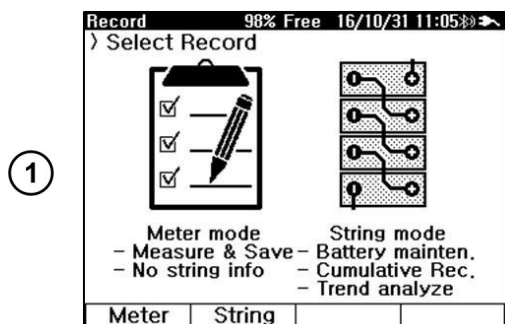 Record 98% Free 16/10/31 11:05
> Select Record
1
Meter mode String mode
- Measure & Save - Battery mainten.
- No string info - Cumulative Rec.
- Trend analyze
Meter String